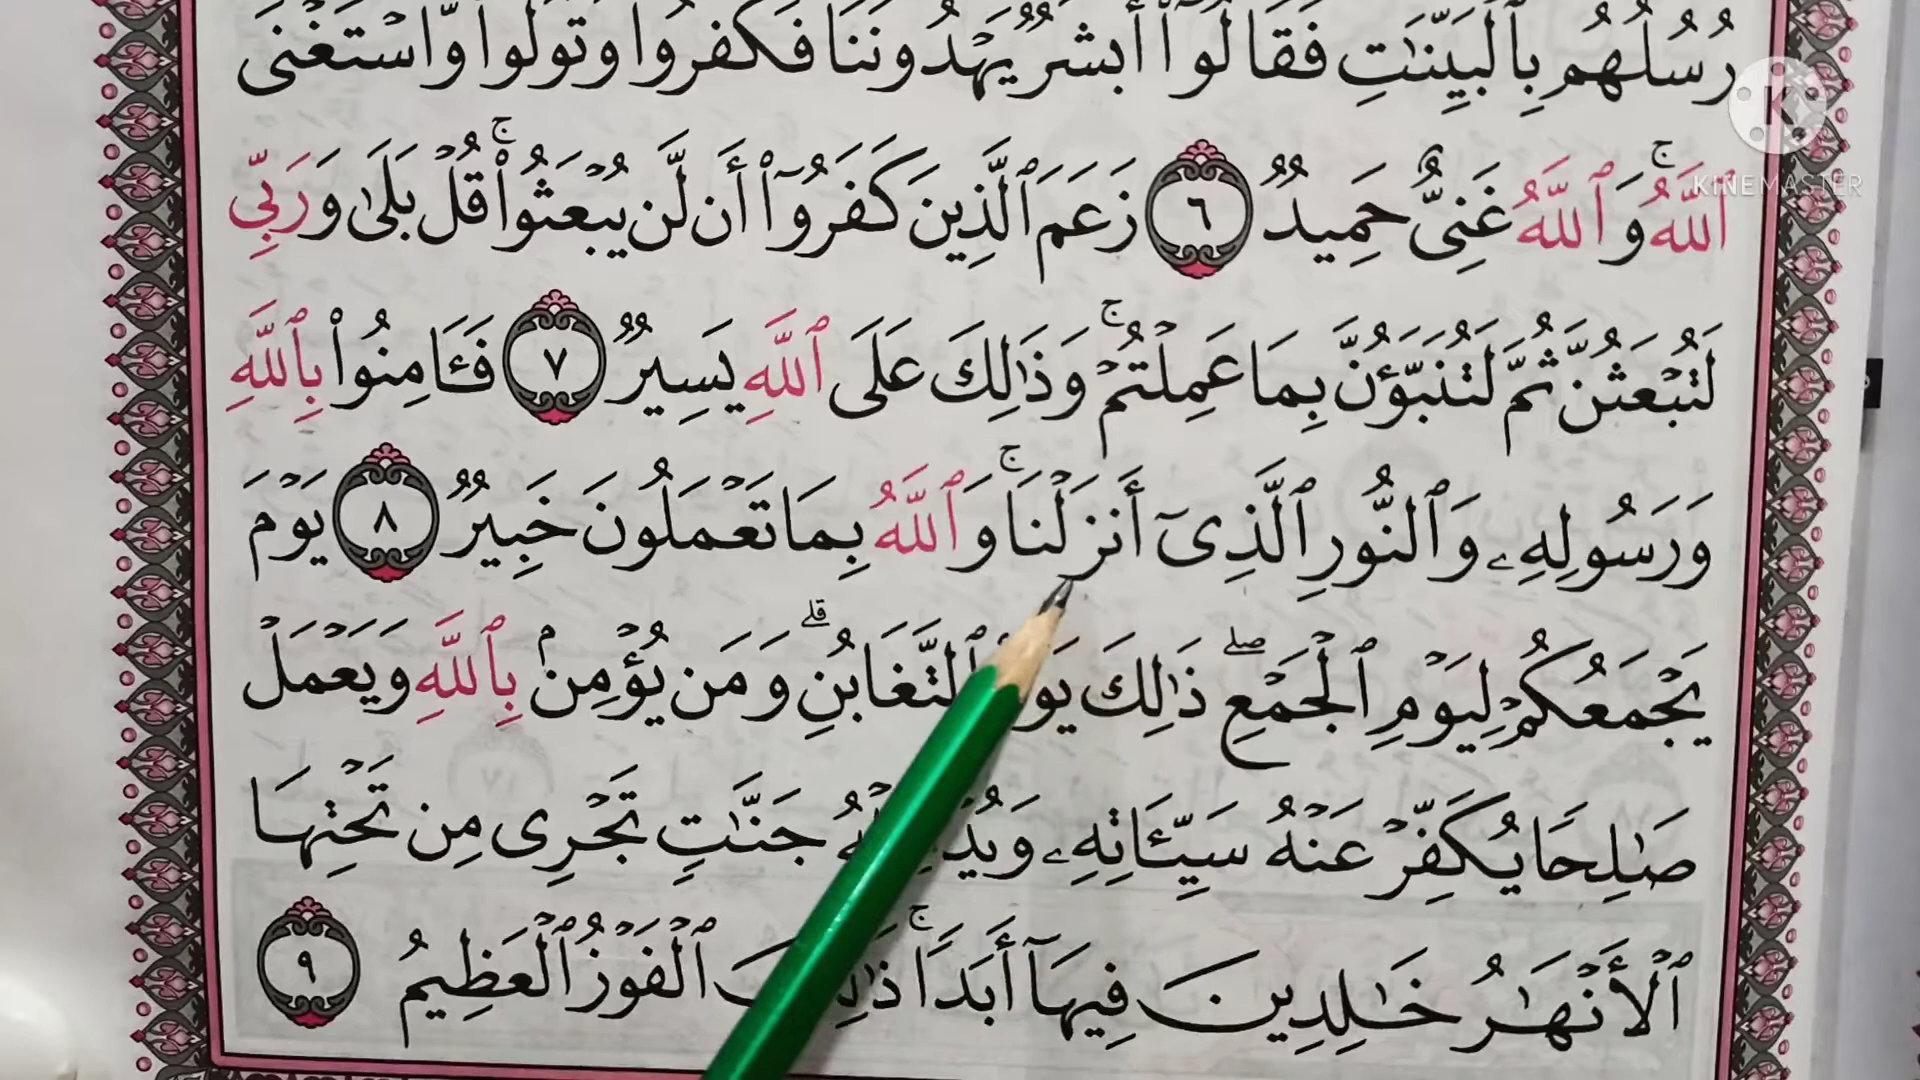 رُسُلُهُم بِٱلۡبَيِّنَٰتِ فَقَالُوٓاْ أَبَشَرٞ يَهۡدُونَنَا فَكَفَرُواْ وَتَوَلَّواْ وَّٱسۡتَغۡنَى
ٱللَّهُۚ وَٱللَّهُ غَنِيٌّ حَمِيدٞ ٦ زَعَمَ ٱلَّذِينَ كَفَرُوٓاْ أَن لَّن يُبۡعَثُواْۚ قُلۡ بَلَىٰ وَرَبِّي
لَتُبۡعَثُنَّ ثُمَّ لَتُنَبَّؤُنَّ بِمَا عَمِلۡتُمۡۚ وَذَٰلِكَ عَلَى ٱللَّهِ يَسِيرٞ ٧ فَـَٔامِنُواْ بِٱللَّهِ
وَرَسُولِهِۦ وَٱلنُّورِ ٱلَّذِيٓ أَنزَلۡنَاۚ وَٱللَّهُ بِمَا تَعۡمَلُونَ خَبِيرٞ ٨ يَوۡمَ
يَجۡمَعُكُمۡ لِيَوۡمِ ٱلۡجَمۡعِۖ ذَٰلِكَ ٱلتَّغَابُنِۗ وَمَن يُؤۡمِنۢ بِٱللَّهِ وَيَعۡمَلۡ
صَٰلِحٗا يُكَفِّرۡ عَنۡهُ سَيِّـَٔاتِهِۦ جَنَّٰتٖ تَجۡرِي مِن تَحۡتِهَا
ٱلۡأَنۡهَٰرُ خَٰلِدِينَ فِيهَآ أَبَدٗاۚ ٱلۡفَوۡزُ ٱلۡعَظِيمُ ٩
KINEMASTER